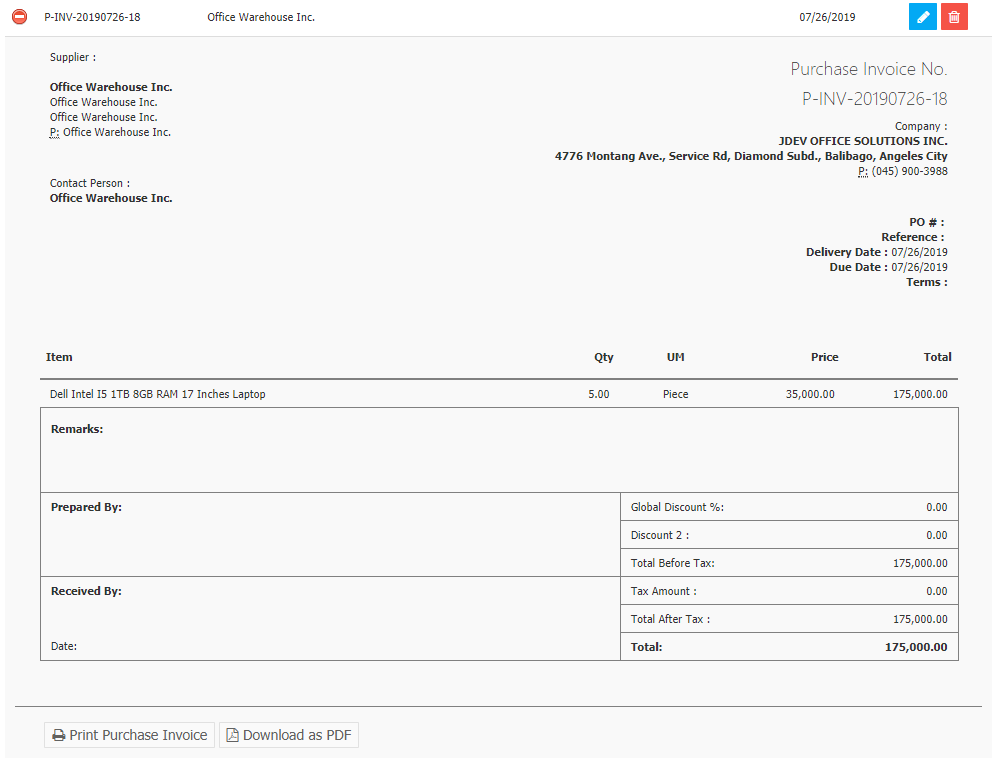 P-INV-20190726-18 Office Warehouse Inc. 07/26/2019
Supplier :
Office Warehouse Inc.
Office Warehouse Inc.
Office Warehouse Inc.
P: Office Warehouse Inc.
Contact Person :
Office Warehouse Inc.
Purchase Invoice No.
P-INV-20190726-18
Company :
JDEV OFFICE SOLUTIONS INC.
4776 Montang Ave., Service Rd, Diamond Subd., Balibago, Angeles City
P: (045) 900-3988
PO # :
Reference :
Delivery Date : 07/26/2019
Due Date : 07/26/2019
Terms :
Item Qty UM Price Total
Dell Intel I5 1TB 8GB RAM 17 Inches Laptop 5.00 Piece 35,000.00 175,000.00
Remarks:
Prepared By:
Received By:
Date:
Global Discount %: 0.00
Discount 2 : 0.00
Total Before Tax: 175,000.00
Tax Amount : 0.00
Total After Tax : 175,000.00
Total: 175,000.00
Print Purchase Invoice Download as PDF